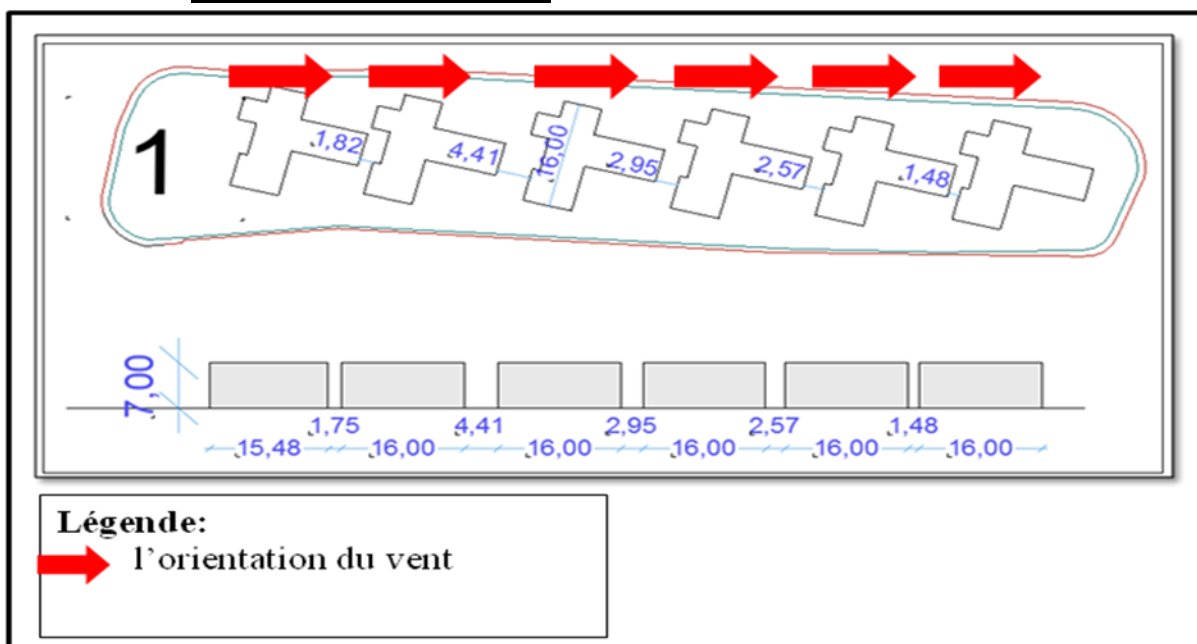 1
1,82
4,41
16,00
2,95
2,57
1,48
7,00
1,75 4,41 2,95 2,57 1,48
15,48 16,00 16,00 16,00 16,00 16,00
Légende:
l’orientation du vent